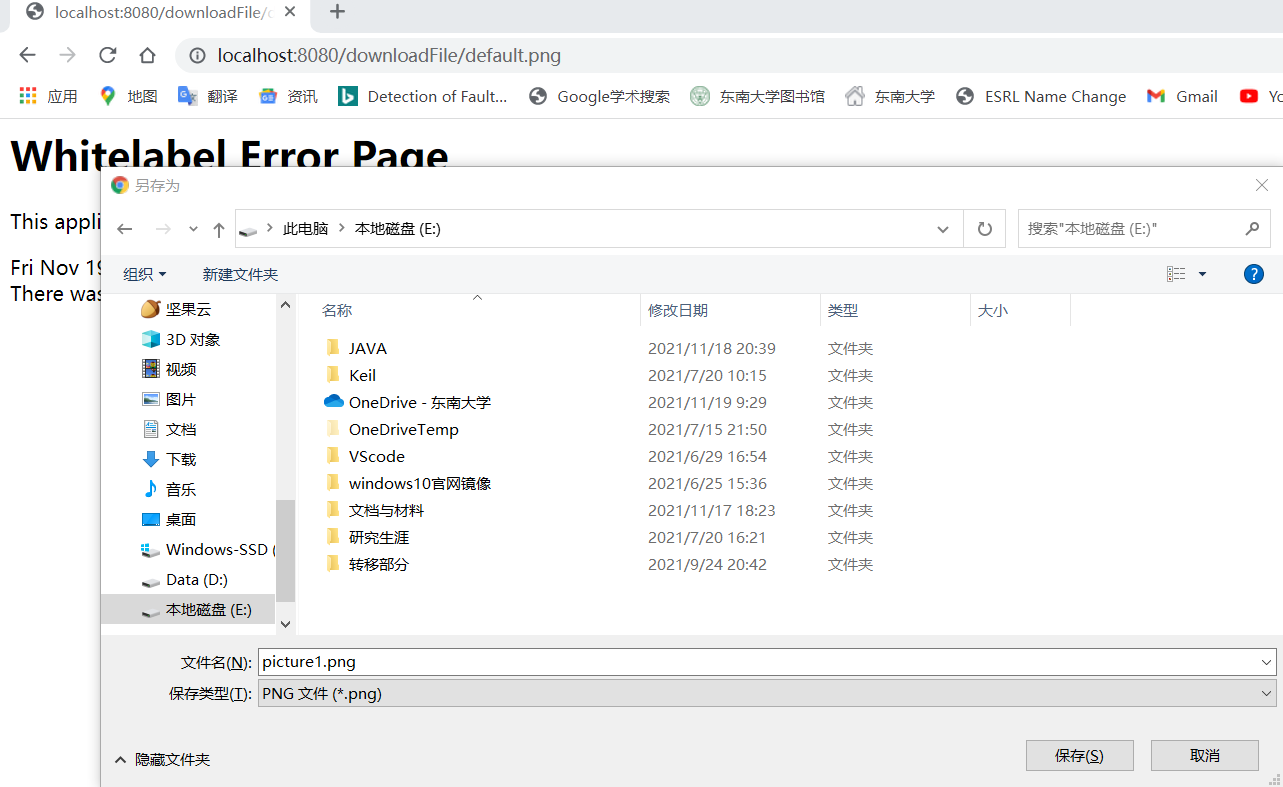 localhost:8080/downloadFile/
localhost:8080/downloadFile/default.png
应用 地图 翻译 资讯 Detection of Fault... Google学术搜索 东南大学图书馆 东南大学 ESRL Name Change Gmail
Whitelabel Error Page
This appli
Fri Nov 19
There was
另存为
此电脑 本地磁盘 (E:) 搜索"本地磁盘 (E:)"
组织 新建文件夹
名称 修改日期 类型 大小
坚果云
3D 对象
视频
图片
文档
下载
音乐
桌面
Windows-SSD (
Data (D:)
本地磁盘 (E:)
JAVA 2021/11/18 20:39 文件夹
Keil 2021/7/20 10:15 文件夹
OneDrive - 东南大学 2021/11/19 9:29 文件夹
OneDriveTemp 2021/7/15 21:50 文件夹
VScode 2021/6/29 16:54 文件夹
windows10官网镜像 2021/6/25 15:36 文件夹
文档与材料 2021/11/17 18:23 文件夹
研究生涯 2021/7/20 16:21 文件夹
转移部分 2021/9/24 20:42 文件夹
文件名(N): picture1.png
保存类型(T): PNG 文件 (*.png)
隐藏文件夹 保存(S) 取消